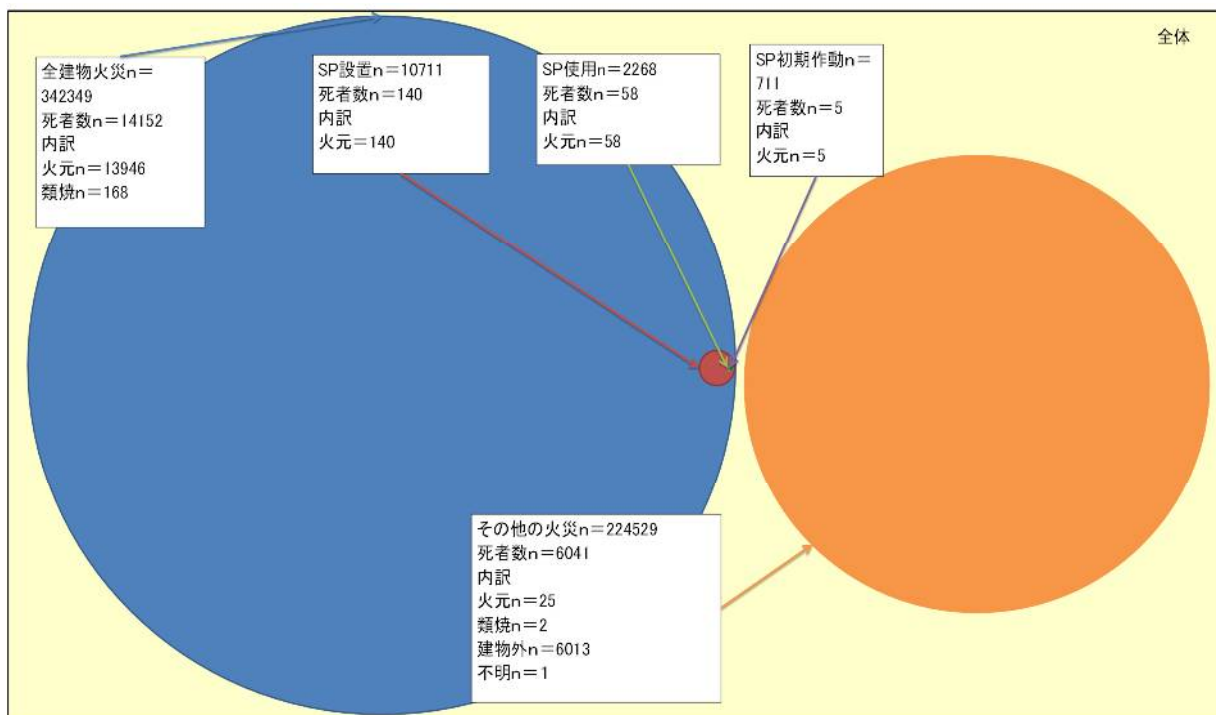 全体
全建物火災n＝
342349
死者数n＝14152
内訳
火元n＝13946
類焼n＝168
SP設置n＝10711
死者数n＝140
内訳
火元＝140
SP使用n＝2268
死者数n＝58
内訳
火元n＝58
SP初期作動n＝
711
死者数n＝5
内訳
火元n＝5
その他の火災n＝224529
死者数n＝6041
内訳
火元n＝25
類焼n＝2
建物外n＝6013
不明n＝1